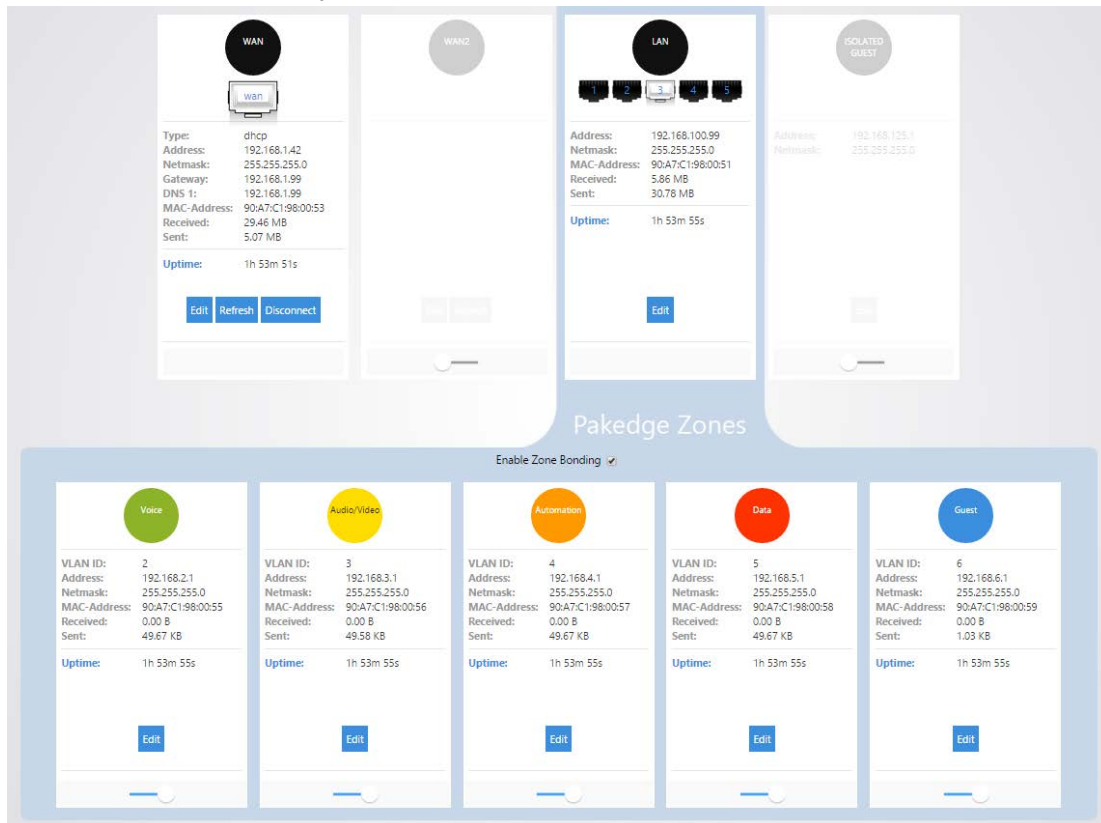 WAN
wan
Type: dhcp
Address: 192.168.1.42
Netmask: 255.255.255.0
Gateway: 192.168.1.99
DNS 1: 192.168.1.99
MAC-Address: 90:A7:C1:98:00:53
Received: 29.46 MB
Sent: 5.07 MB
Uptime: 1h 53m 51s
Edit Refresh Disconnect
WAN2
LAN
1 2 3 4 5
Address: 192.168.100.99
Netmask: 255.255.255.0
MAC-Address: 90:A7:C1:98:00:51
Received: 5.86 MB
Sent: 30.78 MB
Uptime: 1h 53m 55s
Edit
ISOLATED
GUEST
Address: 192.168.125.1
Netmask: 255.255.255.0
Pakedge Zones
Enable Zone Bonding
Voice
VLAN ID: 2
Address: 192.168.2.1
Netmask: 255.255.255.0
MAC-Address: 90:A7:C1:98:00:55
Received: 0.00 B
Sent: 49.67 KB
Uptime: 1h 53m 55s
Edit
Audio/Video
VLAN ID: 3
Address: 192.168.3.1
Netmask: 255.255.255.0
MAC-Address: 90:A7:C1:98:00:56
Received: 0.00 B
Sent: 49.58 KB
Uptime: 1h 53m 55s
Edit
Automation
VLAN ID: 4
Address: 192.168.4.1
Netmask: 255.255.255.0
MAC-Address: 90:A7:C1:98:00:57
Received: 0.00 B
Sent: 49.67 KB
Uptime: 1h 53m 55s
Edit
Data
VLAN ID: 5
Address: 192.168.5.1
Netmask: 255.255.255.0
MAC-Address: 90:A7:C1:98:00:58
Received: 0.00 B
Sent: 49.67 KB
Uptime: 1h 53m 55s
Edit
Guest
VLAN ID: 6
Address: 192.168.6.1
Netmask: 255.255.255.0
MAC-Address: 90:A7:C1:98:00:59
Received: 0.00 B
Sent: 1.03 KB
Uptime: 1h 53m 55s
Edit